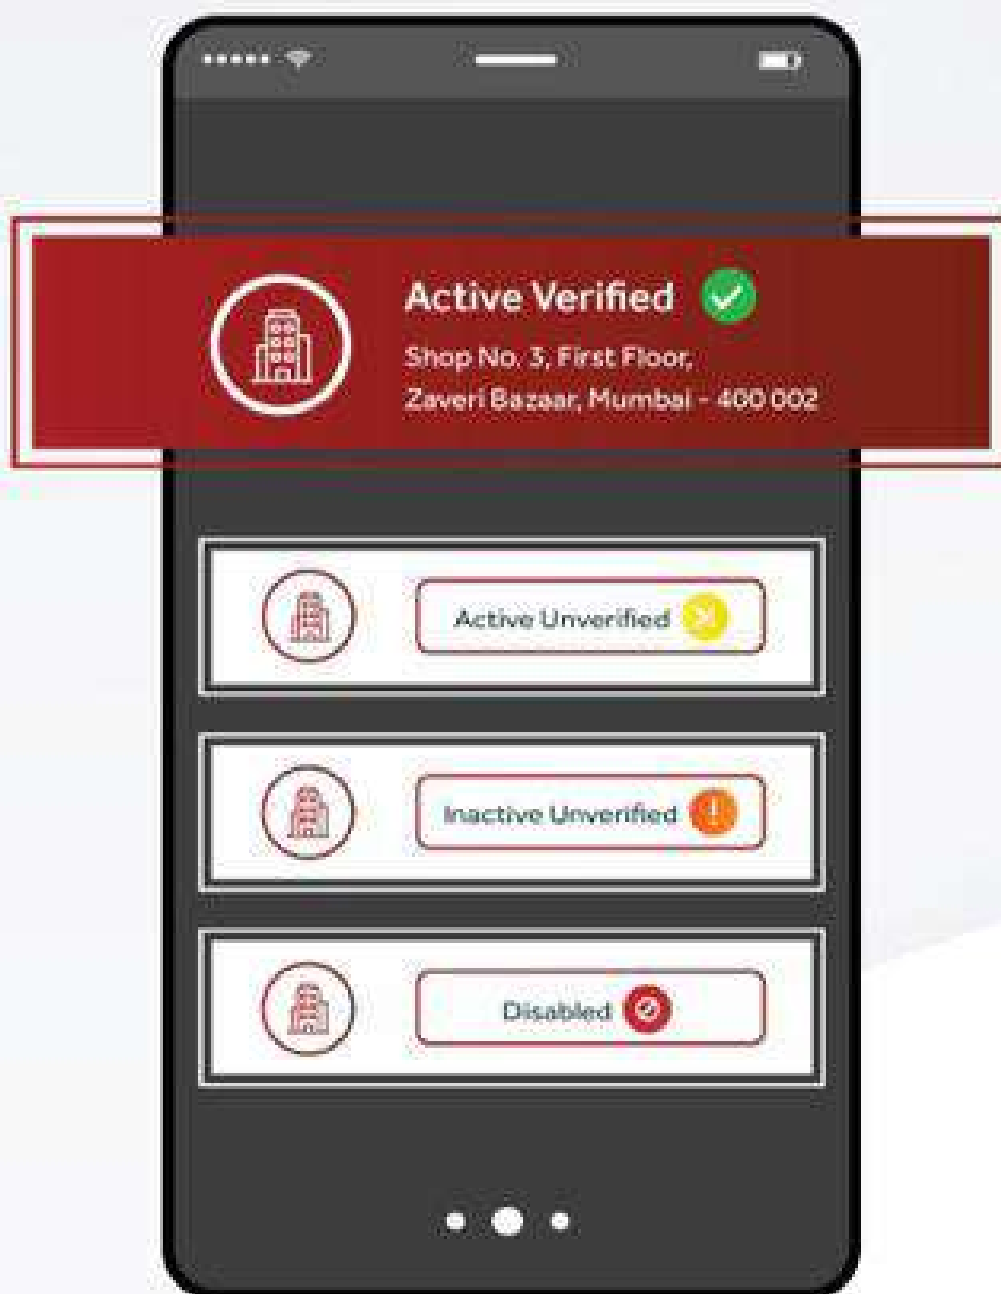 Active Verified
Shop No. 3, First Floor,
Zaveri Bazaar, Mumbai - 400 002
Active Unverified
Inactive Unverified
Disabled